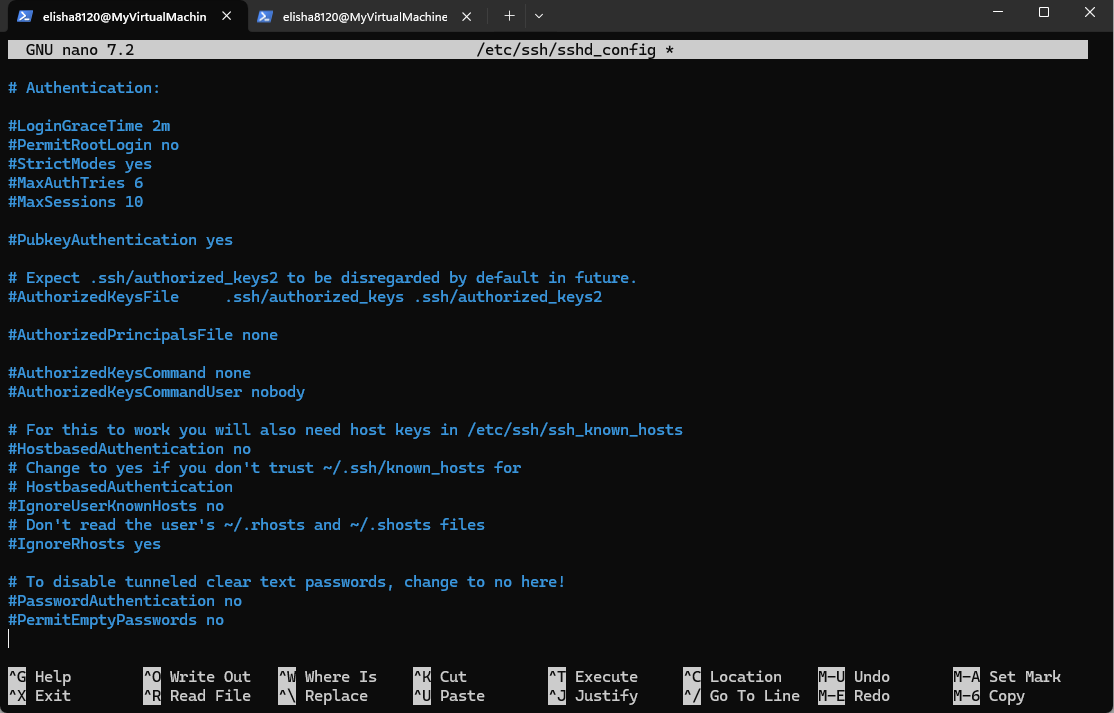 elisha8120@MyVirtualMachin
elisha8120@MyVirtualMachine
GNU nano 7.2 /etc/ssh/sshd_config *
# Authentication:
#LoginGraceTime 2m
#PermitRootLogin no
#StrictModes yes
#MaxAuthTries 6
#MaxSessions 10
#PubkeyAuthentication yes
# Expect .ssh/authorized_keys2 to be disregarded by default in future.
#AuthorizedKeysFile     .ssh/authorized_keys .ssh/authorized_keys2
#AuthorizedPrincipalsFile none
#AuthorizedKeysCommand none
#AuthorizedKeysCommandUser nobody
# For this to work you will also need host keys in /etc/ssh/ssh_known_hosts
#HostbasedAuthentication no
# Change to yes if you don't trust ~/.ssh/known_hosts for
# HostbasedAuthentication
#IgnoreUserKnownHosts no
# Don't read the user's ~/.rhosts and ~/.shosts files
#IgnoreRhosts yes
# To disable tunneled clear text passwords, change to no here!
#PasswordAuthentication no
#PermitEmptyPasswords no
^G Help ^O Write Out ^W Where Is ^K Cut ^T Execute ^C Location M-U Undo M-A Set Mark
^X Exit ^R Read File ^\ Replace ^U Paste ^J Justify ^/ Go To Line M-E Redo M-6 Copy